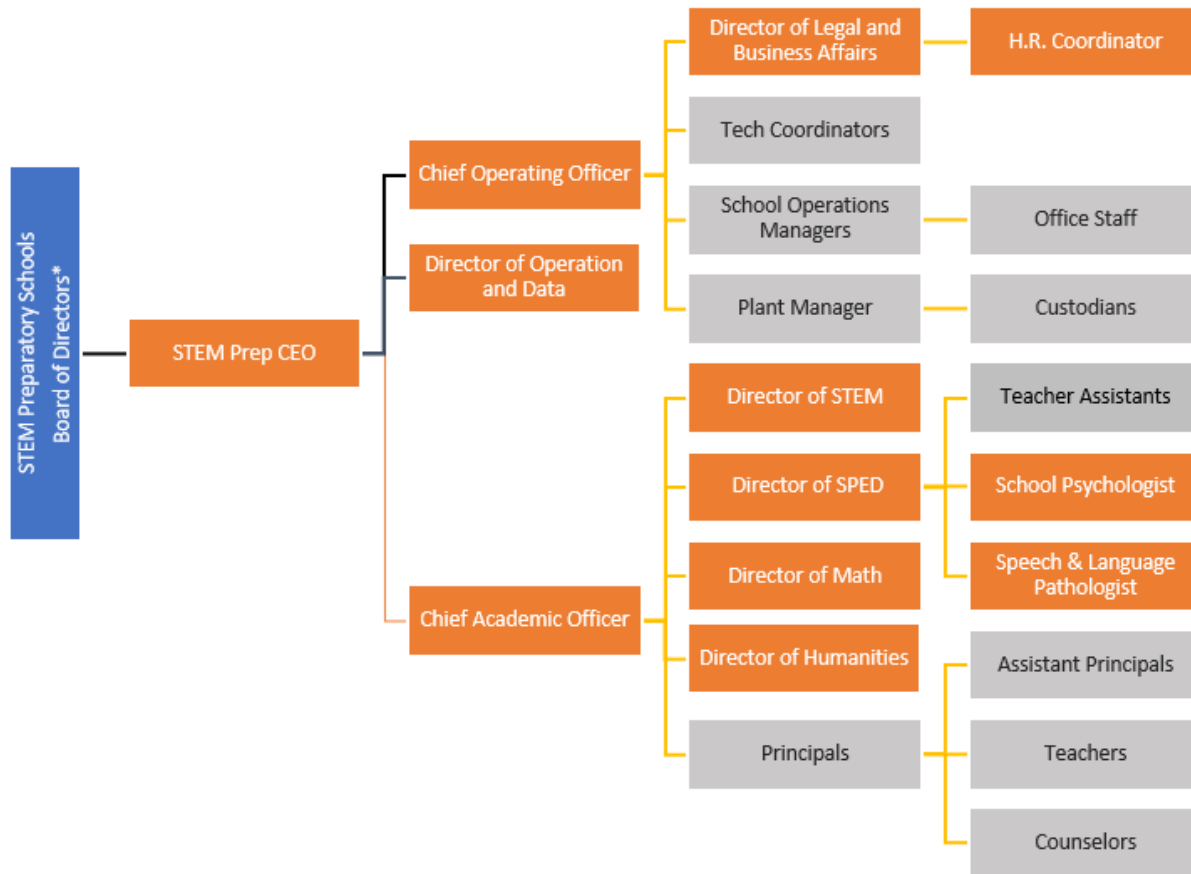 STEM Preparatory Schools
Board of Directors*
STEM Prep CEO
Chief Operating Officer
Director of Operation
and Data
Chief Academic Officer
Director of Legal and
Business Affairs
H.R. Coordinator
Tech Coordinators
School Operations
Managers
Office Staff
Plant Manager
Custodians
Director of STEM
Director of SPED
Teacher Assistants
School Psychologist
Speech & Language
Pathologist
Director of Math
Director of Humanities
Principals
Assistant Principals
Teachers
Counselors